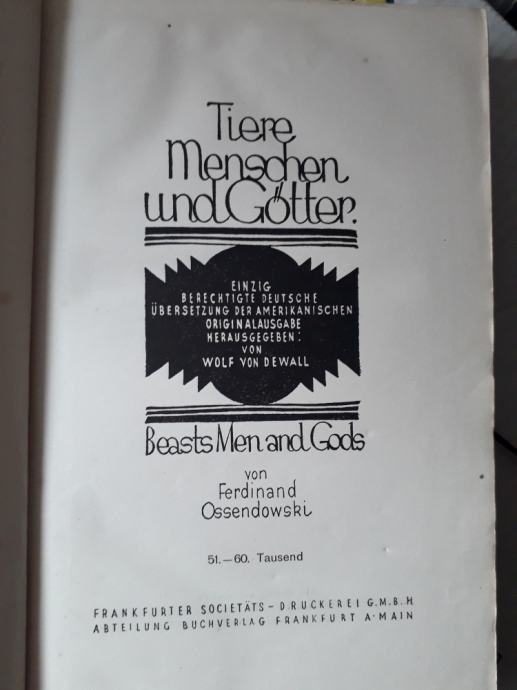 Tiere
Menschen
und Götter.
EINZIG
BERECHTIGTE DEUTSCHE
ÜBERSETZUNG DER AMERIKANISCHEN
ORIGINALAUSGABE
HERAUSGEGEBEN:
VON
WOLF VON DEWALL
Beasts Men and Gods
von
Ferdinand
Ossendowski
51.—60. Tausend
FRANKFURTER SOCIETÄTS – DRUCKEREI G.M.B.H
ABTEILUNG BUCHVERLAG FRANKFURT A·MAIN